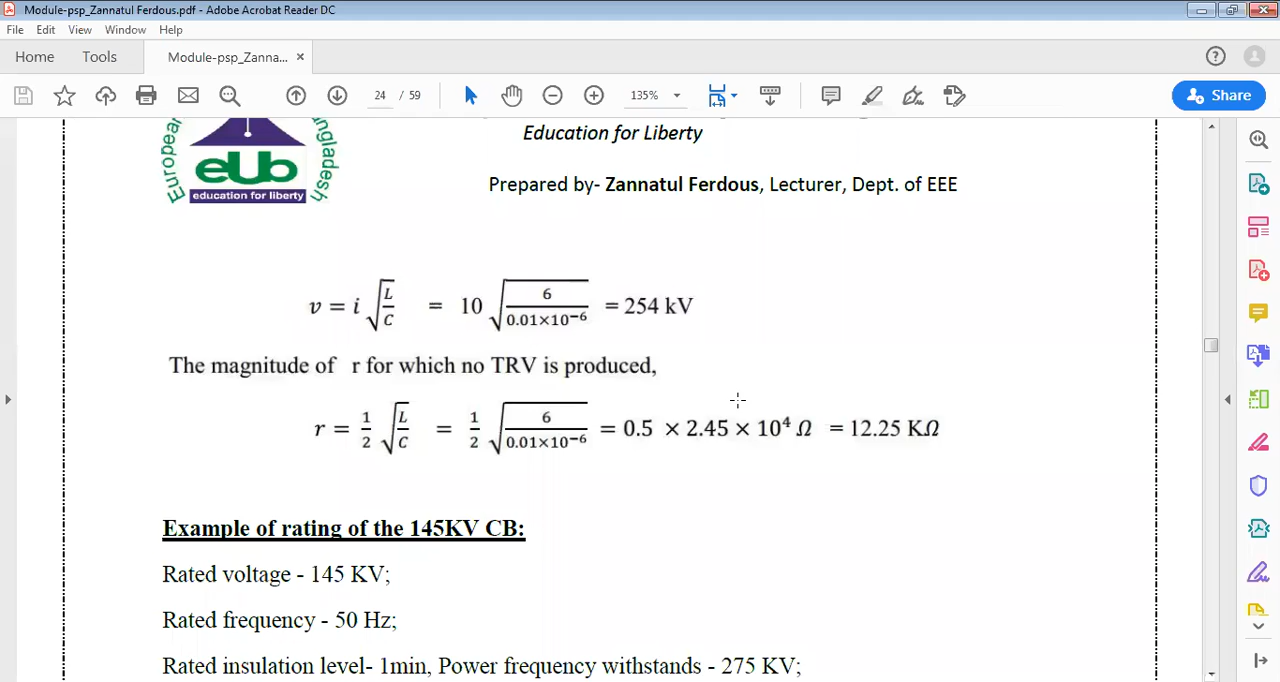 Module-psp_Zannatul Ferdous.pdf - Adobe Acrobat Reader DC
File Edit View Window Help
Home Tools Module-psp_Zanna... ×
24 / 59 135% Share
European
ngladesh
eUb
education for liberty
Education for Liberty
Prepared by- Zannatul Ferdous, Lecturer, Dept. of EEE
v = i √(L/C) = 10 √(6/(0.01×10⁻⁶)) = 254 kV
The magnitude of r for which no TRV is produced,
r = 1/2 √(L/C) = 1/2 √(6/(0.01×10⁻⁶)) = 0.5 × 2.45 × 10⁴ Ω = 12.25 KΩ
Example of rating of the 145KV CB:
Rated voltage - 145 KV;
Rated frequency - 50 Hz;
Rated insulation level- 1min, Power frequency withstands - 275 KV;